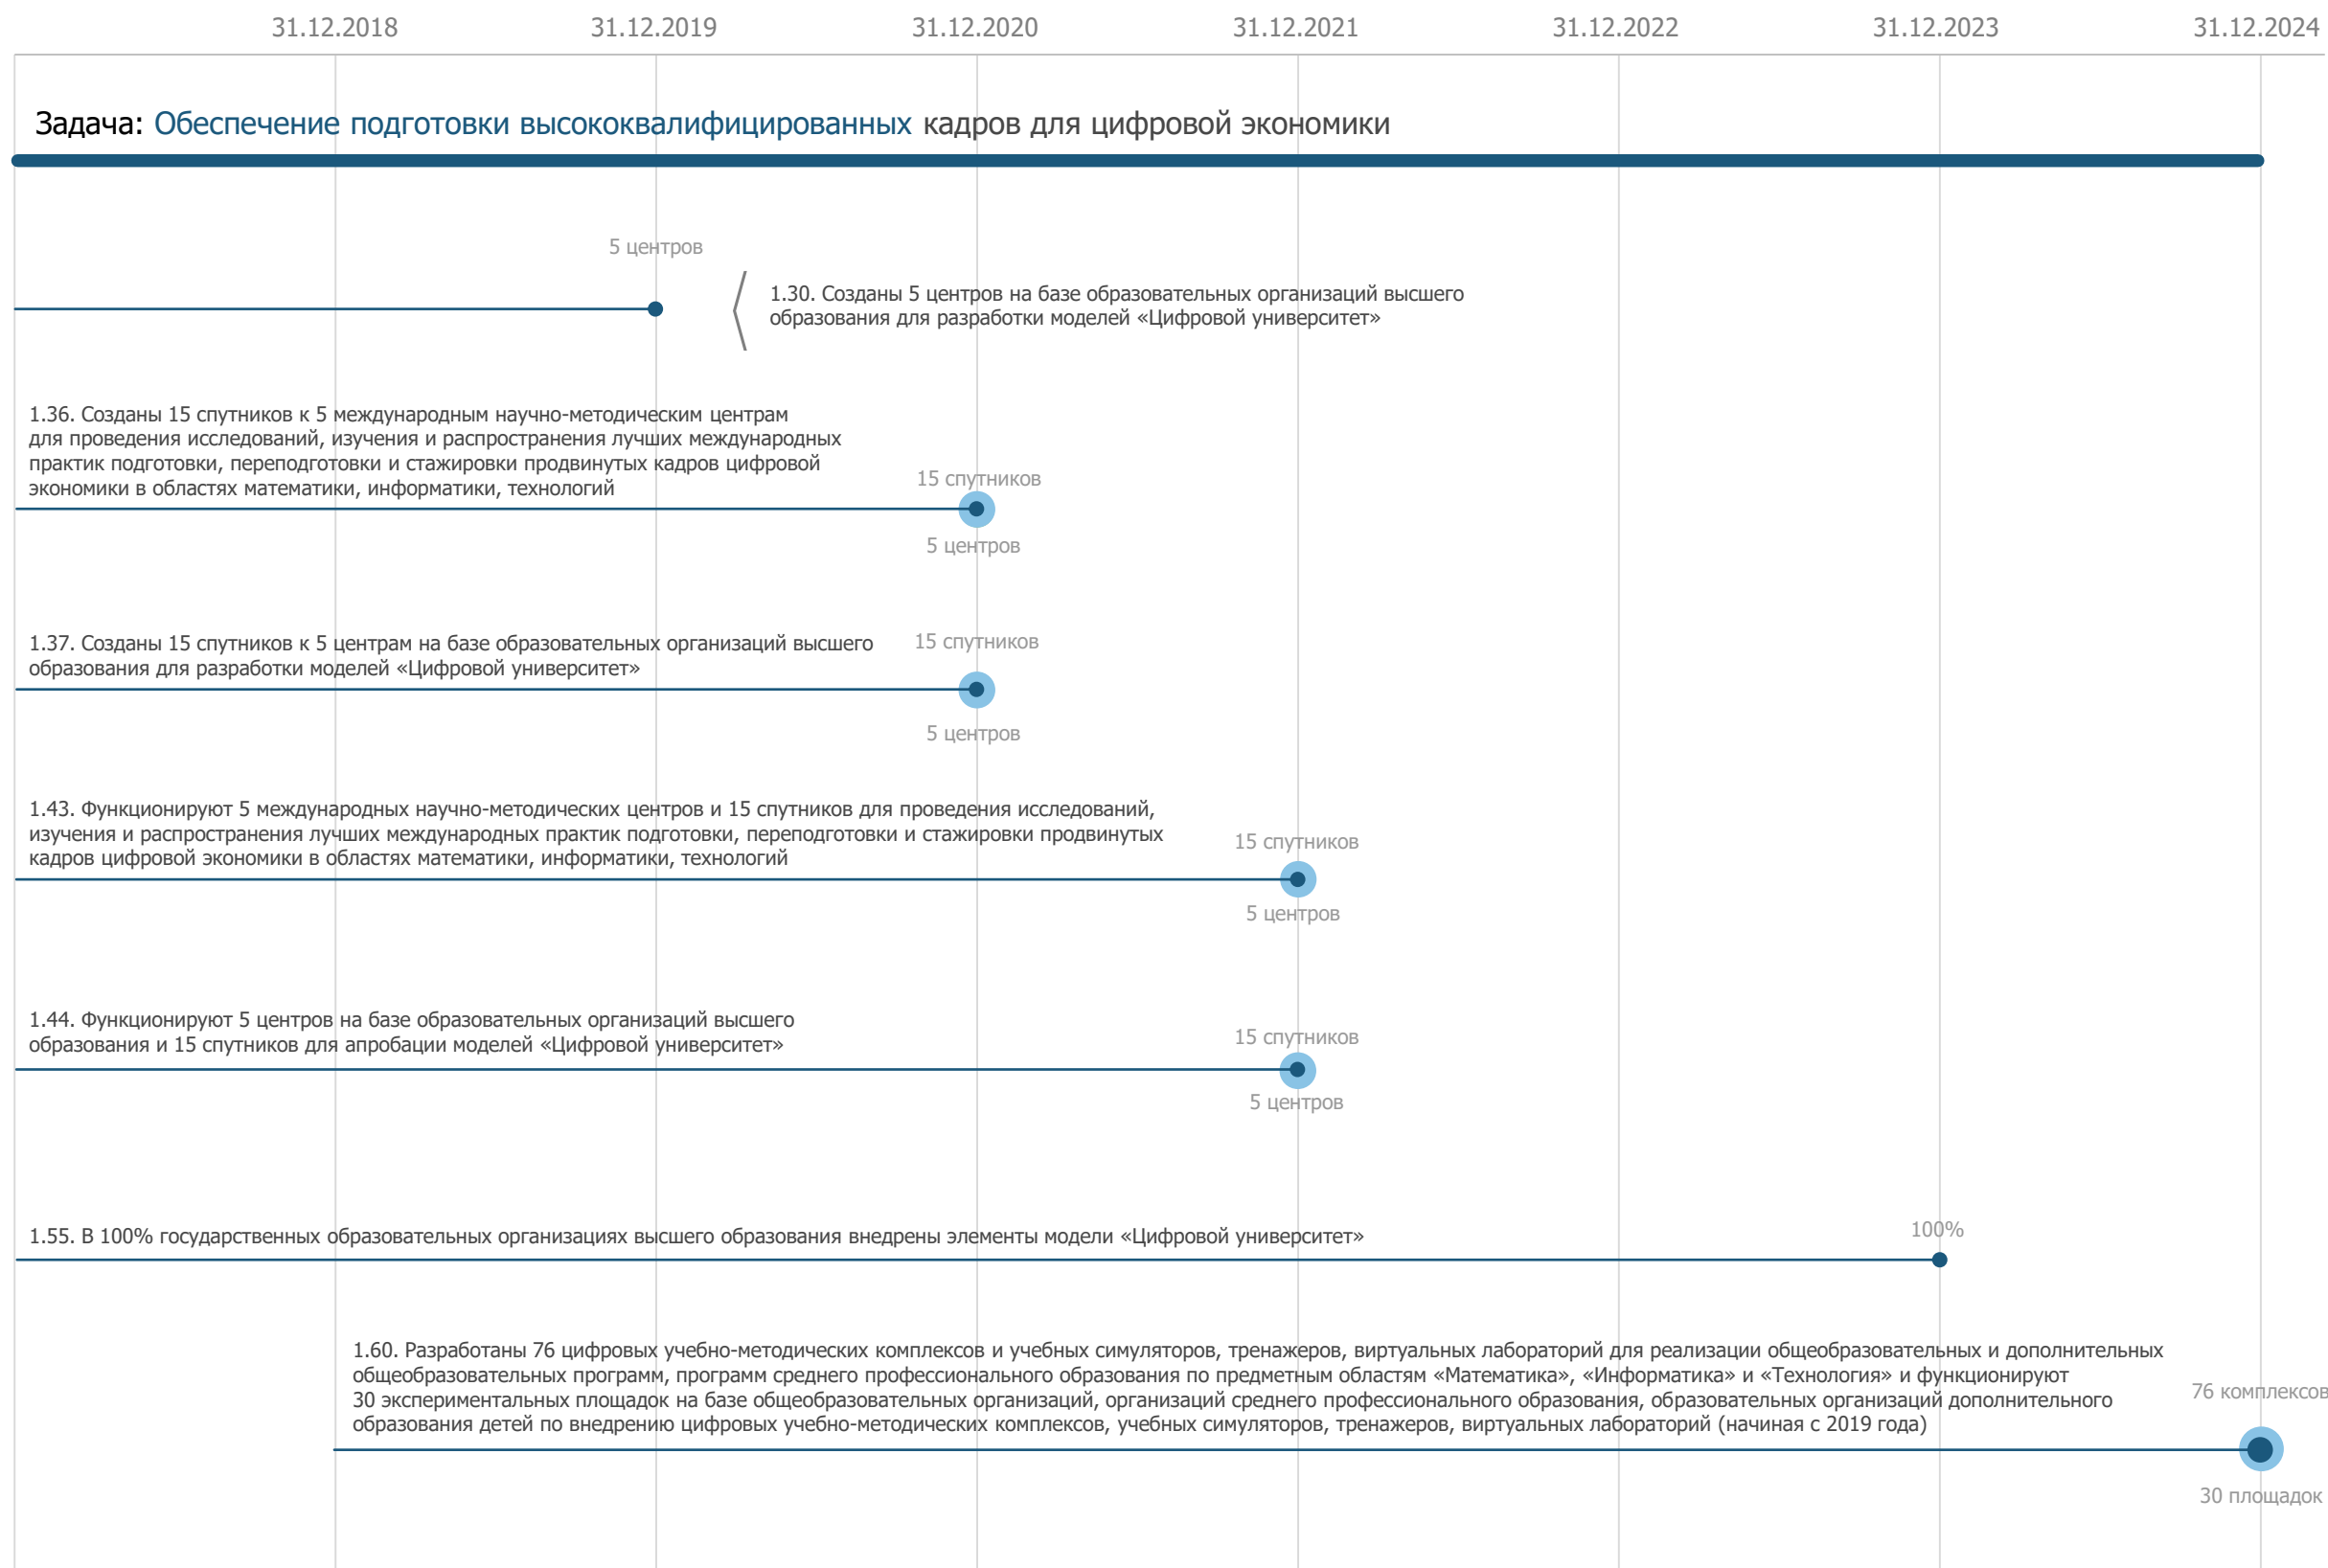 31.12.2018 31.12.2019 31.12.2020 31.12.2021 31.12.2022 31.12.2023 31.12.2024
Задача: Обеспечение подготовки высококвалифицированных кадров для цифровой экономики
5 центров
1.30. Созданы 5 центров на базе образовательных организаций высшего
образования для разработки моделей «Цифровой университет»
1.36. Созданы 15 спутников к 5 международным научно-методическим центрам
для проведения исследований, изучения и распространения лучших международных
практик подготовки, переподготовки и стажировки продвинутых кадров цифровой
экономики в областях математики, информатики, технологий
15 спутников
5 центров
1.37. Созданы 15 спутников к 5 центрам на базе образовательных организаций высшего
образования для разработки моделей «Цифровой университет»
15 спутников
5 центров
1.43. Функционируют 5 международных научно-методических центров и 15 спутников для проведения исследований,
изучения и распространения лучших международных практик подготовки, переподготовки и стажировки продвинутых
кадров цифровой экономики в областях математики, информатики, технологий
15 спутников
5 центров
1.44. Функционируют 5 центров на базе образовательных организаций высшего
образования и 15 спутников для апробации моделей «Цифровой университет»
15 спутников
5 центров
1.55. В 100% государственных образовательных организациях высшего образования внедрены элементы модели «Цифровой университет»
100%
1.60. Разработаны 76 цифровых учебно-методических комплексов и учебных симуляторов, тренажеров, виртуальных лабораторий для реализации общеобразовательных и дополнительных
общеобразовательных программ, программ среднего профессионального образования по предметным областям «Математика», «Информатика» и «Технология» и функционируют
30 экспериментальных площадок на базе общеобразовательных организаций, организаций среднего профессионального образования, образовательных организаций дополнительного
образования детей по внедрению цифровых учебно-методических комплексов, учебных симуляторов, тренажеров, виртуальных лабораторий (начиная с 2019 года)
76 комплексов
30 площадок